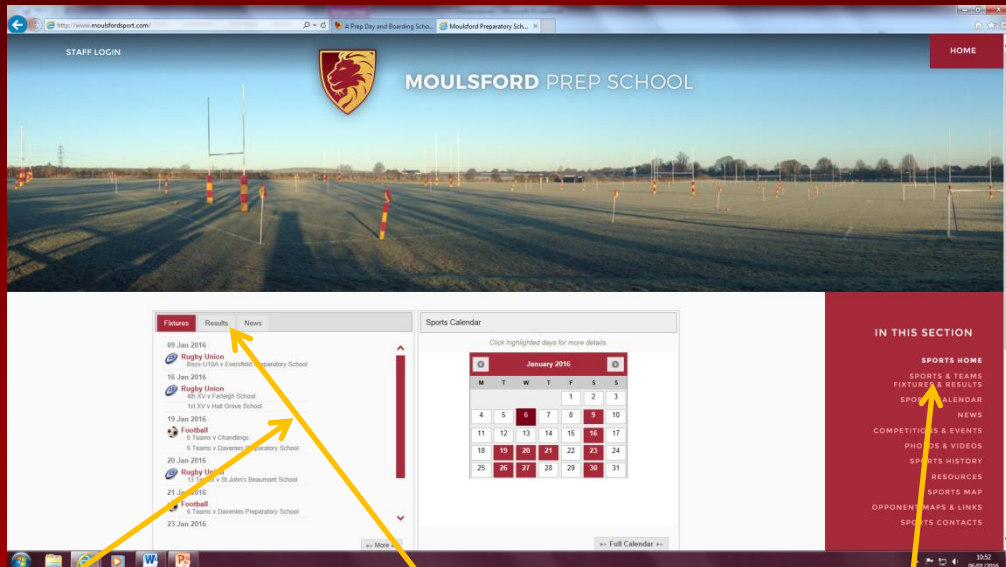 http://www.moulsfordsport.com/
A Prep Day and Boarding Scho...
Moulsford Preparatory Sch...
STAFF LOGIN
HOME
MOULSFORD PREP SCHOOL
Fixtures Results News
09 Jan 2016
Rugby Union
Boys-U10A v Eversfield Preparatory School
16 Jan 2016
Rugby Union
4th XV v Farleigh School
1st XV v Hall Grove School
19 Jan 2016
Football
6 Teams v Chandlings
6 Teams v Davenies Preparatory School
20 Jan 2016
Rugby Union
13 Teams v St John's Beaumont School
21 Jan 2016
Football
6 Teams v Davenies Preparatory School
23 Jan 2016
More
Sports Calendar
Click highlighted days for more details.
January 2016
M T W T F S S
1 2 3
4 5 6 7 8 9 10
11 12 13 14 15 16 17
18 19 20 21 22 23 24
25 26 27 28 29 30 31
Full Calendar
IN THIS SECTION
SPORTS HOME
SPORTS & TEAMS
FIXTURES & RESULTS
SPORTS CALENDAR
NEWS
COMPETITIONS & EVENTS
PHOTOS & VIDEOS
SPORTS HISTORY
RESOURCES
SPORTS MAP
OPPONENT MAPS & LINKS
SPORTS CONTACTS
10:52
06/01/2016